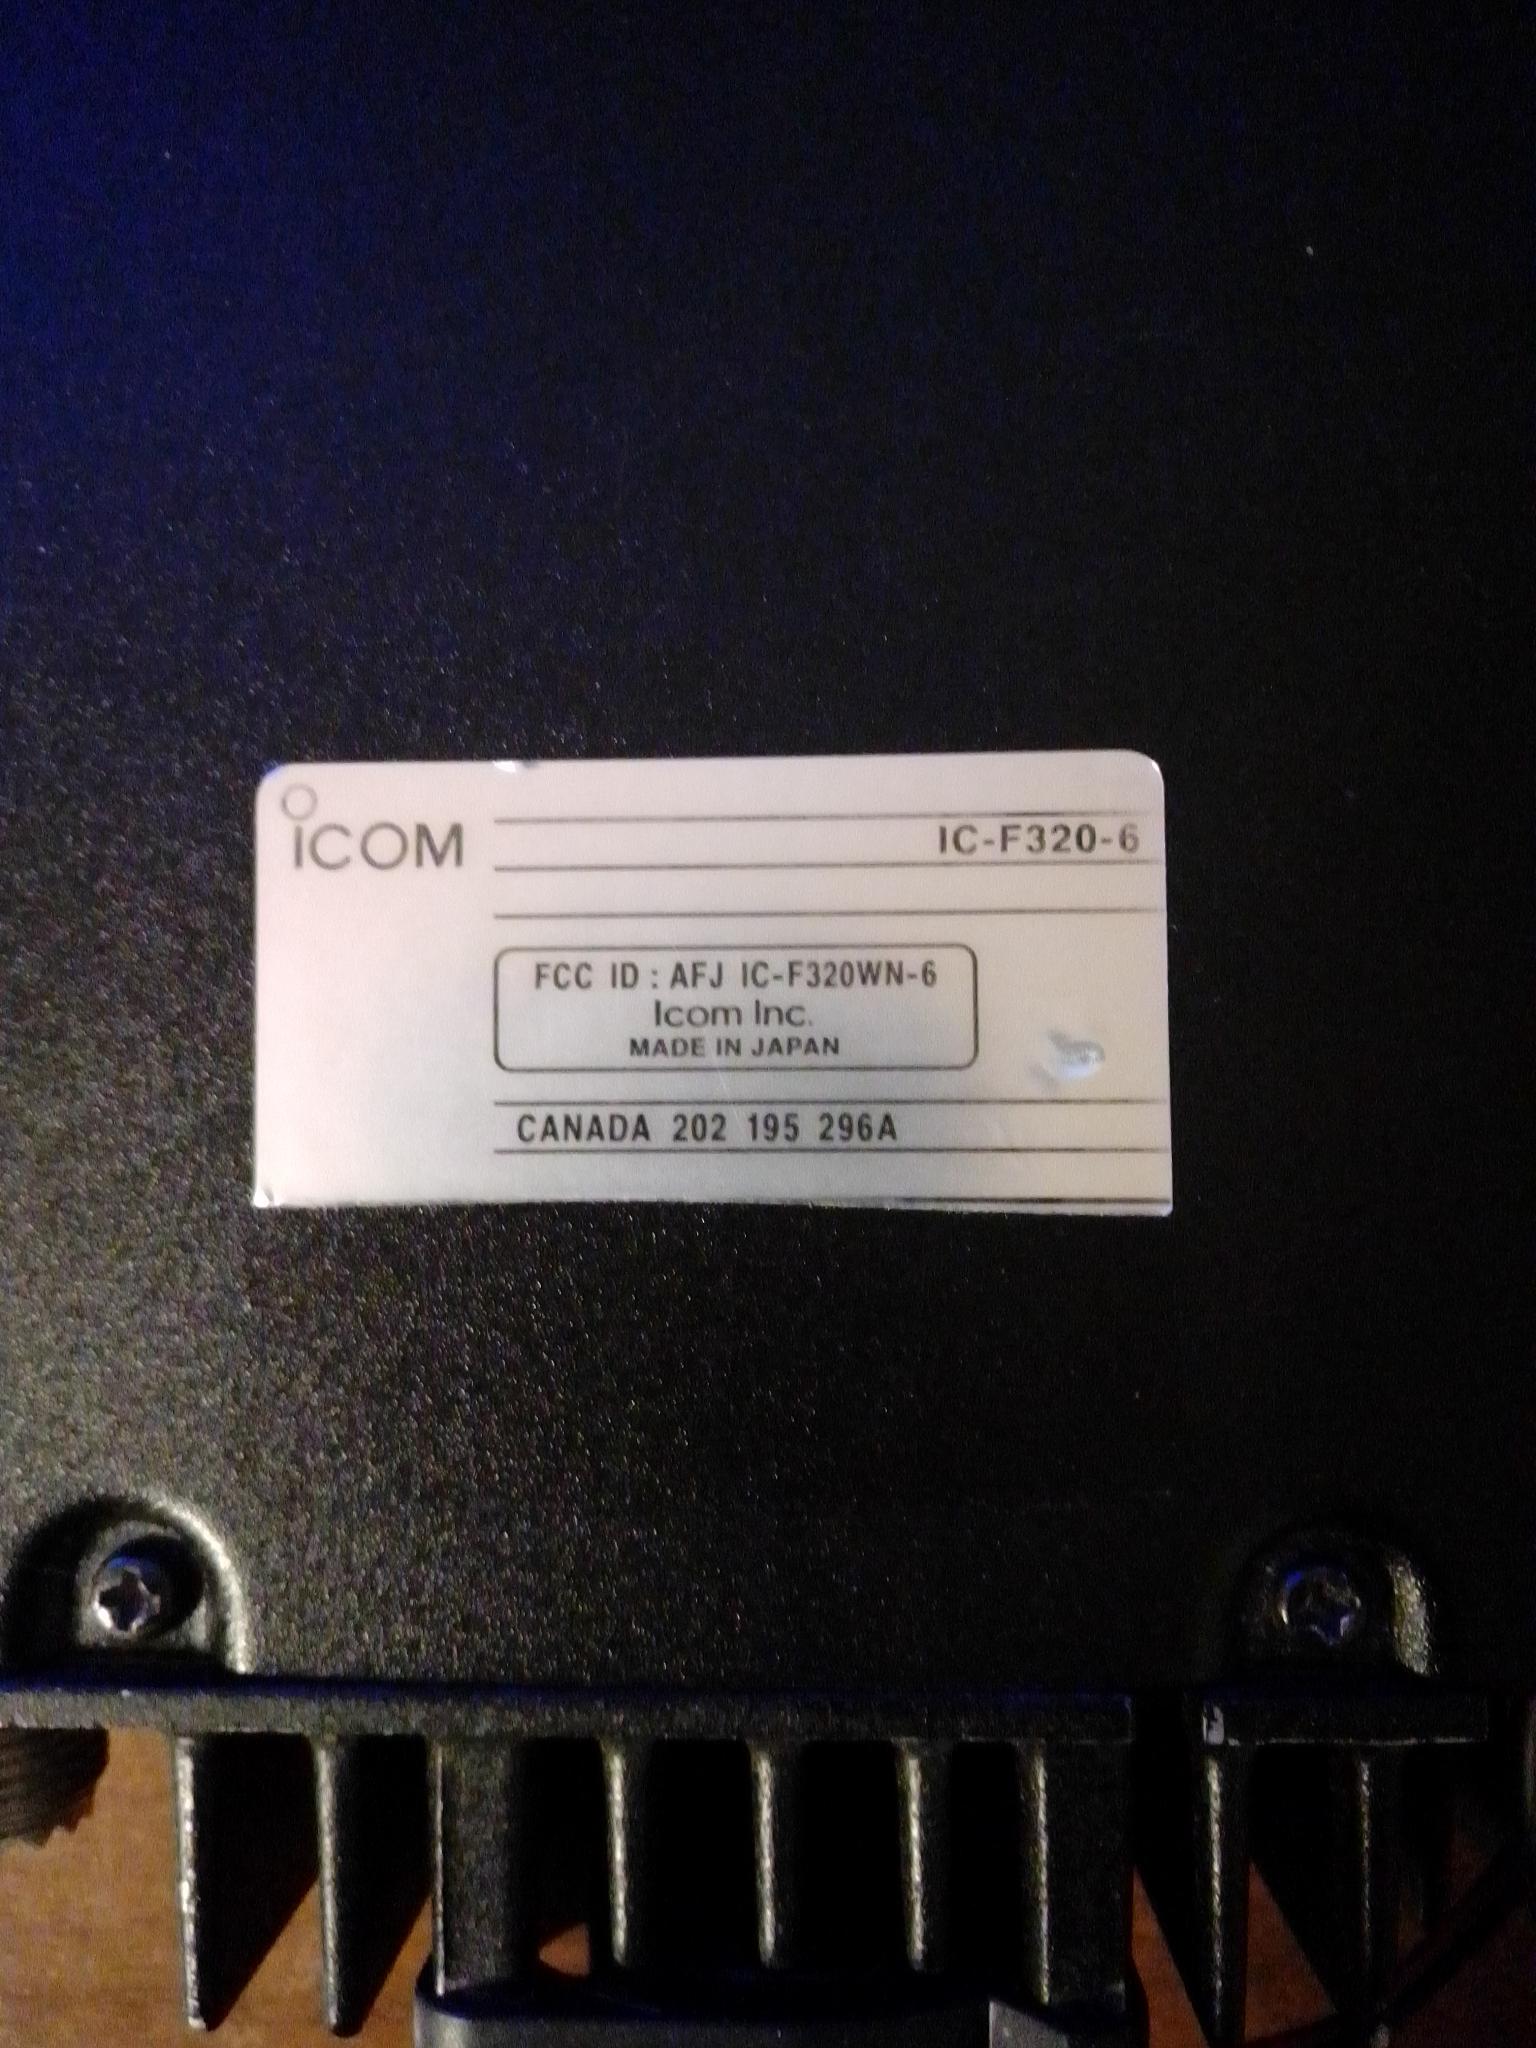 ICOM
IC-F320-6
FCC ID : AFJ IC-F320WN-6
Icom Inc.
MADE IN JAPAN
CANADA 202 195 296A